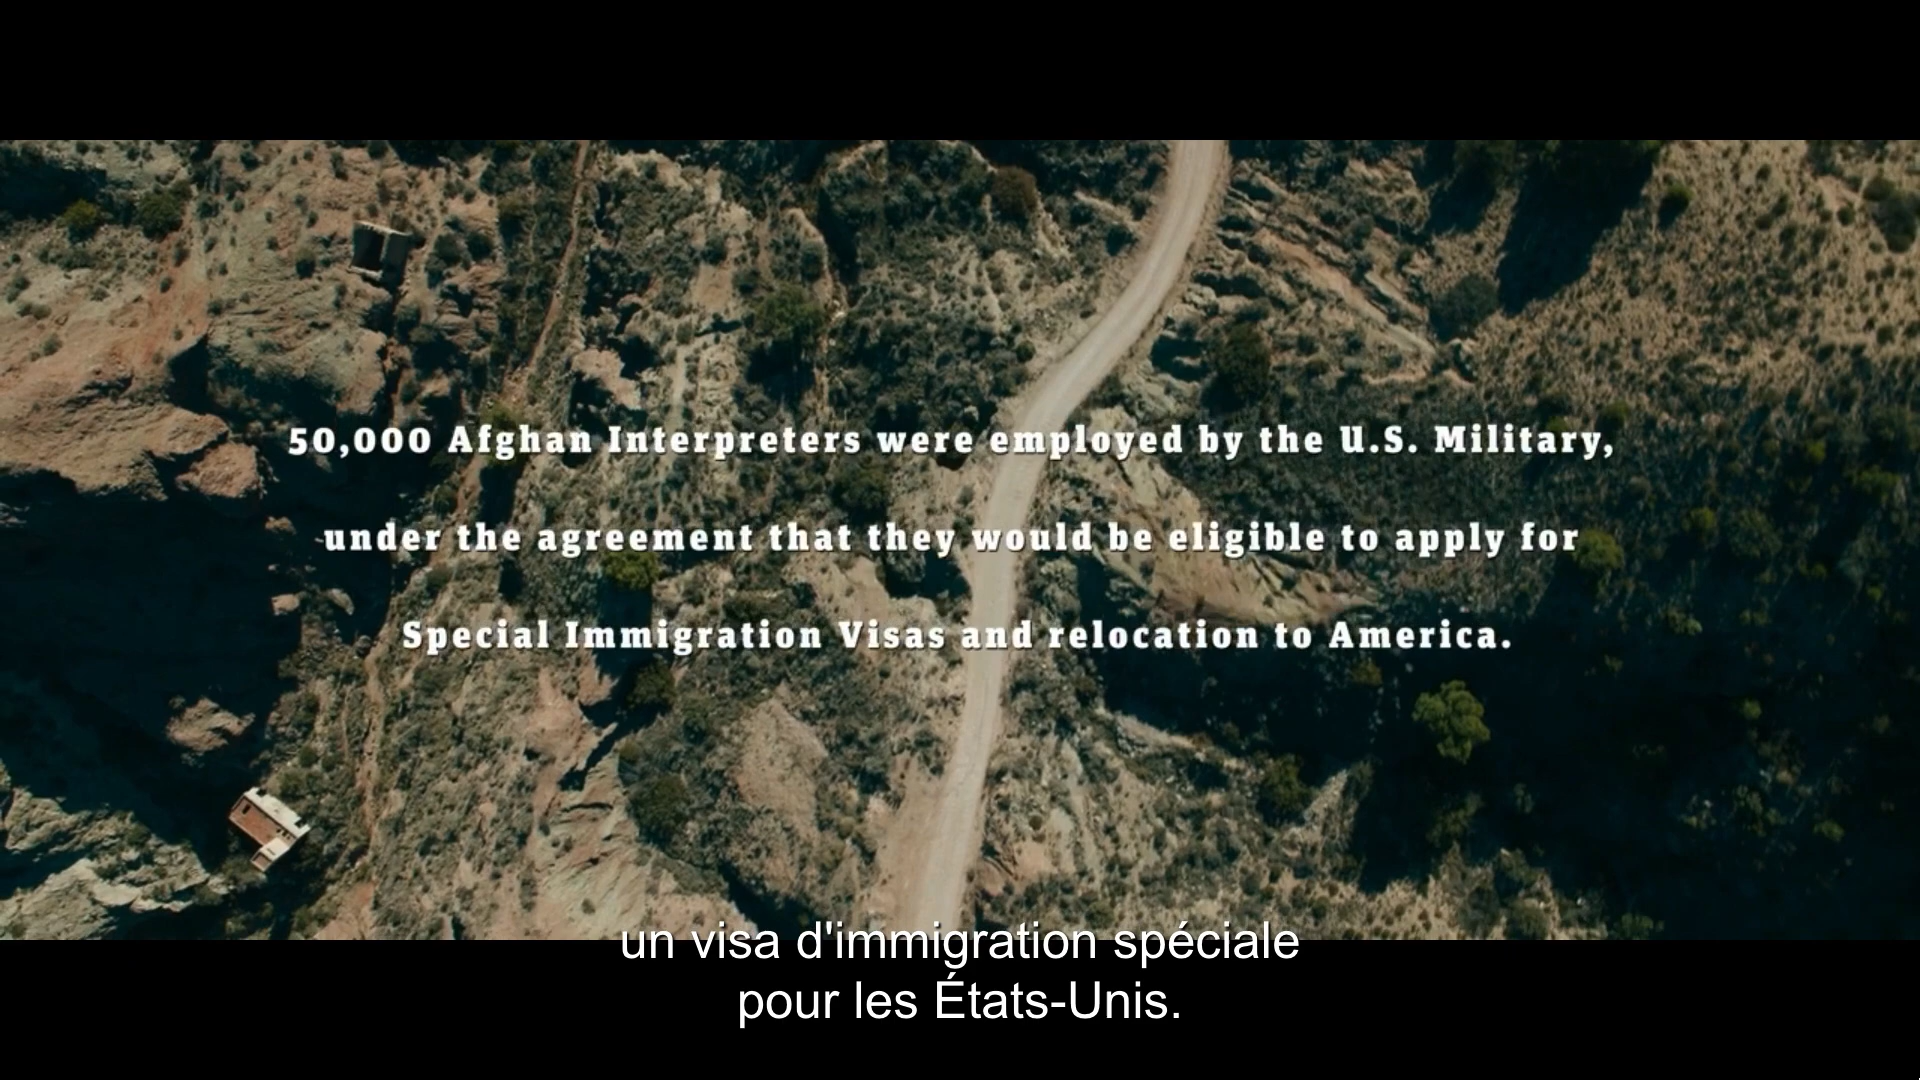 50,000 Afghan Interpreters were employed by the U.S. Military,
under the agreement that they would be eligible to apply for
Special Immigration Visas and relocation to America.
un visa d'immigration spéciale
pour les États-Unis.